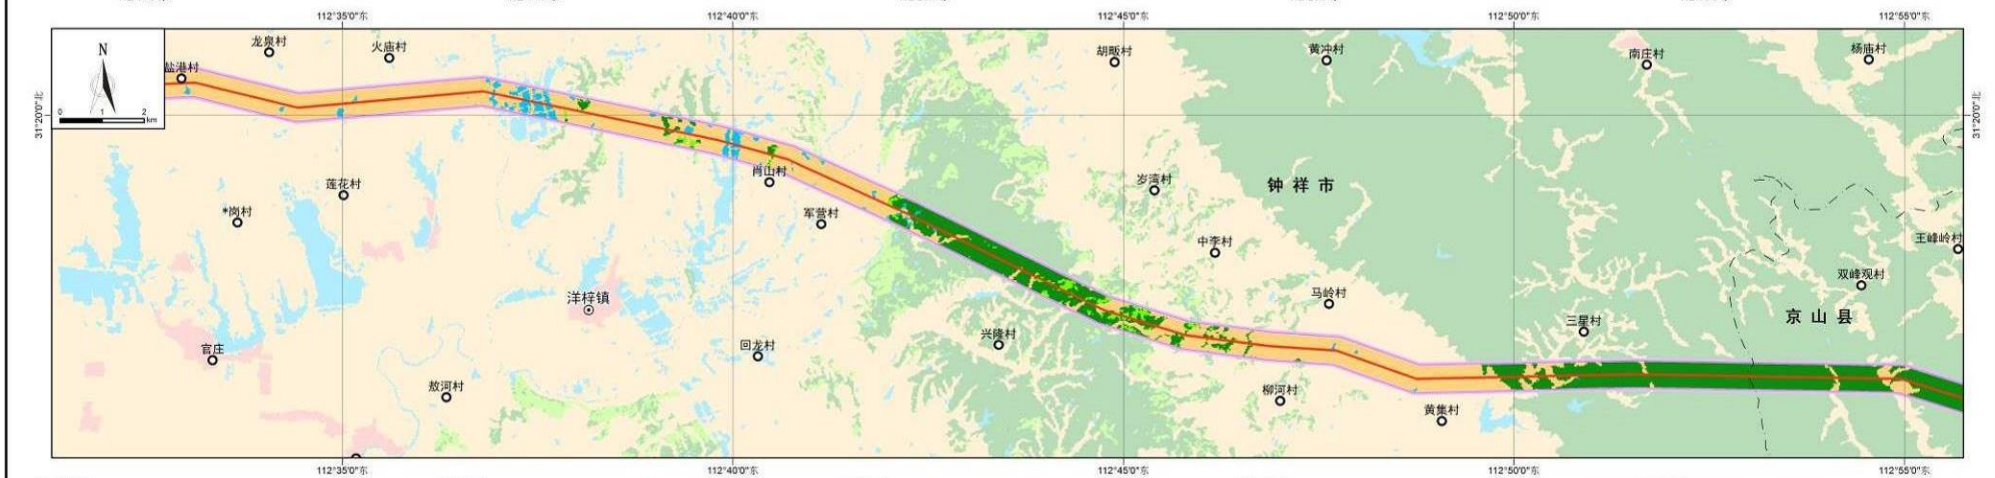 112°35'0"东
112°40'0"东
112°45'0"东
112°50'0"东
112°55'0"东
N
0 1 2
km
31°20'0"北
31°20'0"北
盐港村
龙泉村
火庙村
胡畈村
黄冲村
南庄村
杨庙村
莲花村
肖山村
岁湾村
钟祥市
岗村
军营村
中李村
王峰岭村
洋梓镇
马岭村
双峰观村
京山县
官庄
回龙村
兴隆村
三星村
敖河村
柳河村
黄集村
112°35'0"东
112°40'0"东
112°45'0"东
112°50'0"东
112°55'0"东